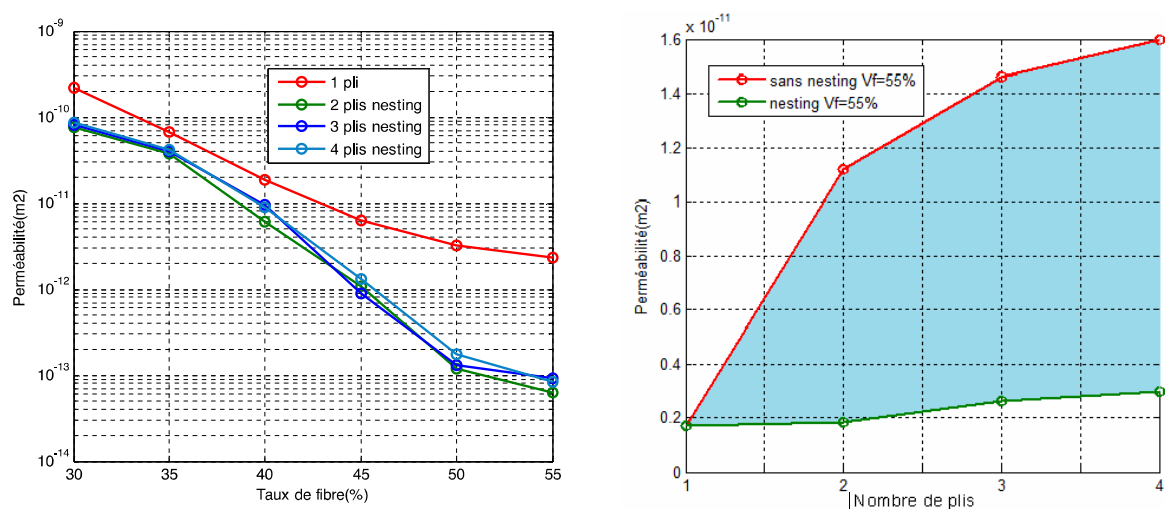 10^-9
10^-10
10^-11
10^-12
10^-13
10^-14
Perméabilité(m2)
1 pli
2 plis nesting
3 plis nesting
4 plis nesting
30 35 40 45 50 55
Taux de fibre(%)
x 10^-11
1.6
1.4
1.2
1
0.8
0.6
0.4
0.2
0
Perméabilité(m2)
sans nesting Vf=55%
nesting Vf=55%
1 2 3 4
Nombre de plis